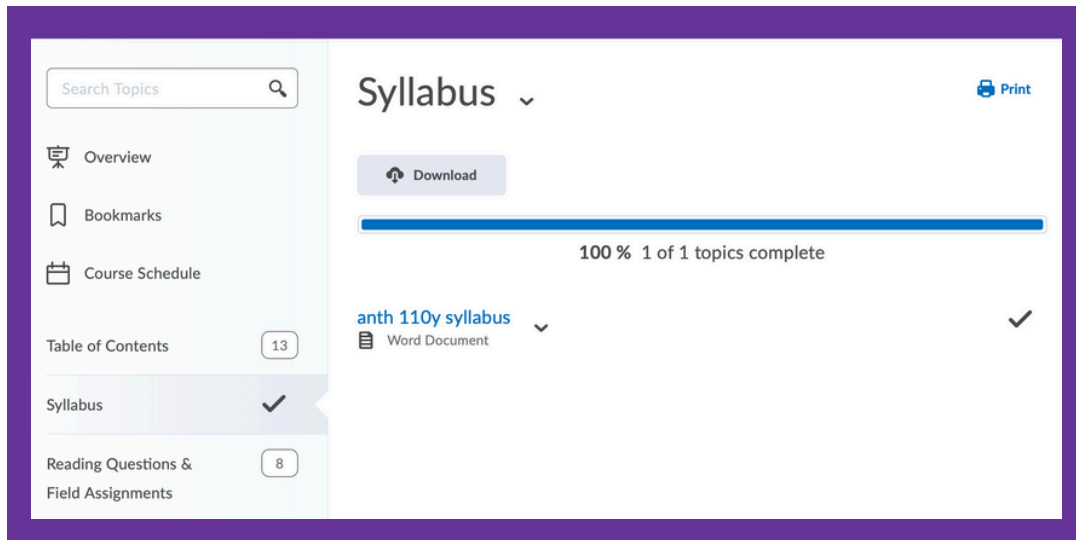 Search Topics
Overview
Bookmarks
Course Schedule
Table of Contents
13
Syllabus
Reading Questions &
8
Field Assignments
Syllabus
Print
Download
100 % 1 of 1 topics complete
anth 110y syllabus
Word Document